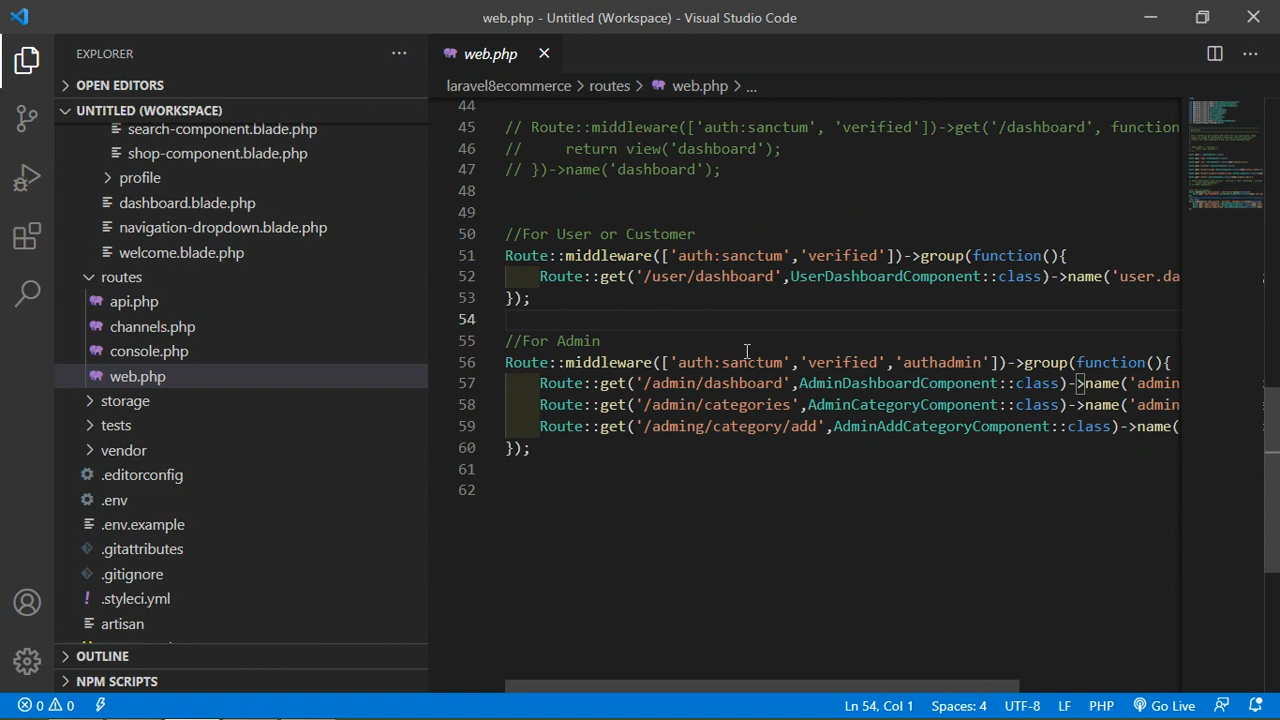 web.php - Untitled (Workspace) - Visual Studio Code
EXPLORER
OPEN EDITORS
UNTITLED (WORKSPACE)
search-component.blade.php
shop-component.blade.php
profile
dashboard.blade.php
navigation-dropdown.blade.php
welcome.blade.php
routes
api.php
channels.php
console.php
web.php
storage
tests
vendor
.editorconfig
.env
.env.example
.gitattributes
.gitignore
.styleci.yml
artisan
OUTLINE
NPM SCRIPTS
web.php
laravel8ecommerce > routes > web.php > ...
44
45 // Route::middleware(['auth:sanctum', 'verified'])->get('/dashboard', function
46 //     return view('dashboard');
47 // })->name('dashboard');
48
49
50 //For User or Customer
51 Route::middleware(['auth:sanctum','verified'])->group(function(){
52     Route::get('/user/dashboard',UserDashboardComponent::class)->name('user.da
53 });
54
55 //For Admin
56 Route::middleware(['auth:sanctum','verified','authadmin'])->group(function(){
57     Route::get('/admin/dashboard',AdminDashboardComponent::class)->name('admin
58     Route::get('/admin/categories',AdminCategoryComponent::class)->name('admin
59     Route::get('/adming/category/add',AdminAddCategoryComponent::class)->name(
60 });
61
62
0 0 Ln 54, Col 1 Spaces: 4 UTF-8 LF PHP Go Live